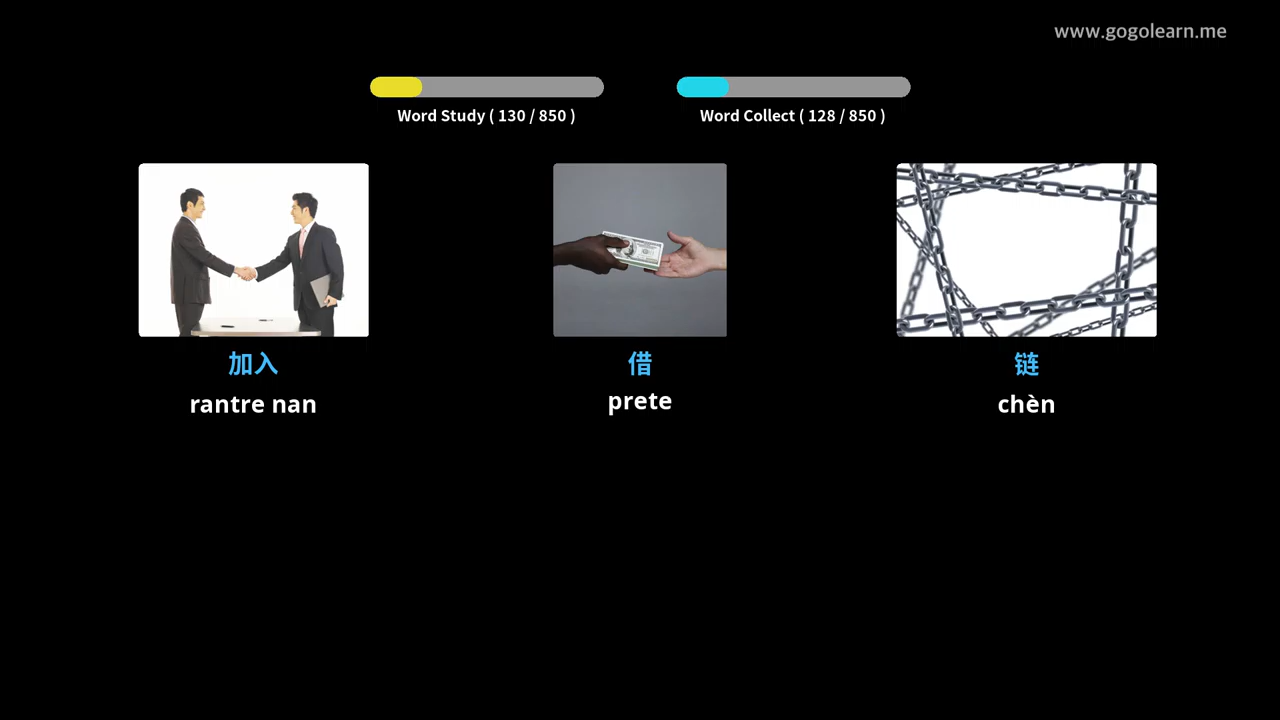 www.gogolearn.me
Word Study ( 130 / 850 )
Word Collect ( 128 / 850 )
加入
借
链
rantre nan
prete
chèn